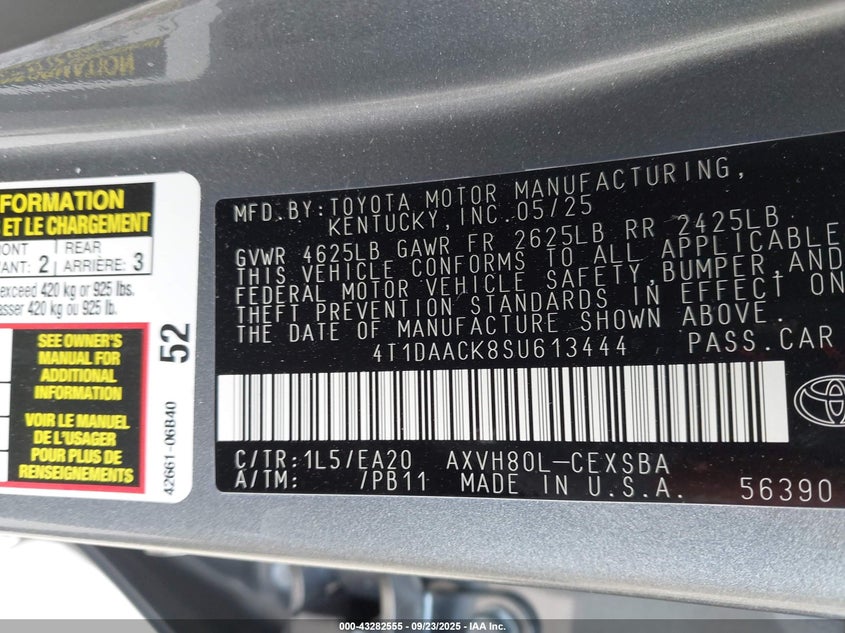 FORMATION
ET LE CHARGEMENT
REAR
2 ARRIÈRE: 3
exceed 420 kg or 925 lbs.
420 kg ou 925 lb.
SEE OWNER'S
MANUAL FOR
ADDITIONAL
INFORMATION
VOIR LE MANUEL
DE L'USAGER
POUR PLUS DE
RENSEIGNEMENTS
52
42661-06B40
MFD.BY:TOYOTA MOTOR MANUFACTURING,
KENTUCKY,INC.05/25
GVWR 4625LB GAWR FR 2625LB RR 2425LB
THIS VEHICLE CONFORMS TO ALL APPLICABLE
FEDERAL MOTOR VEHICLE SAFETY,BUMPER,AND
THEFT PREVENTION STANDARDS IN EFFECT ON
THE DATE OF MANUFACTURE SHOWN ABOVE.
4T1DAACK8SU613444 PASS.CAR
C/TR:1L5/EA20 AXVH80L-CEXSBA
A/TM: /PB11 MADE IN U.S.A. 56390
000-43282555 - 09/23/2025 - IAA Inc.